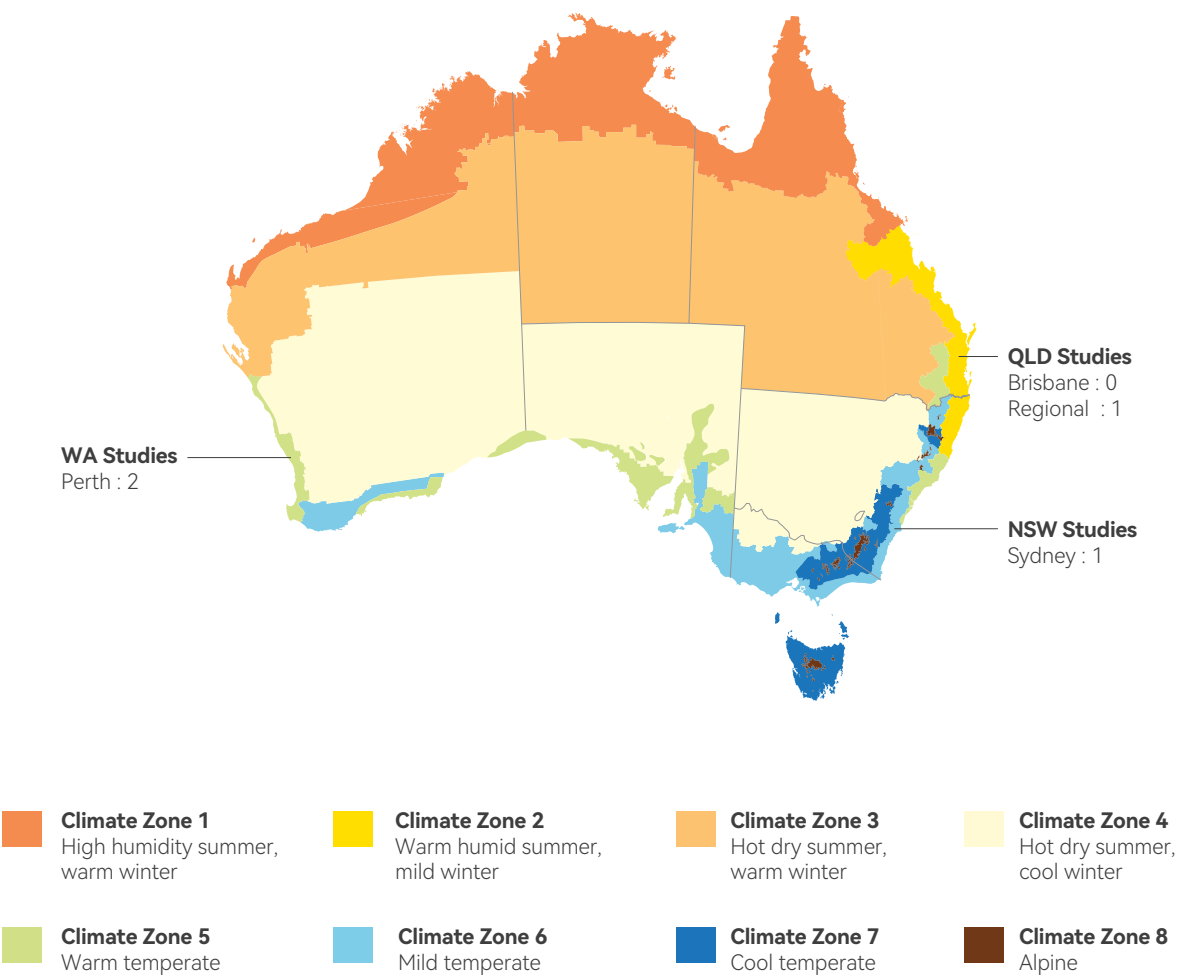 QLD Studies
Brisbane : 0
Regional : 1
WA Studies
Perth : 2
NSW Studies
Sydney : 1
Climate Zone 1
High humidity summer,
warm winter
Climate Zone 2
Warm humid summer,
mild winter
Climate Zone 3
Hot dry summer,
warm winter
Climate Zone 4
Hot dry summer,
cool winter
Climate Zone 5
Warm temperate
Climate Zone 6
Mild temperate
Climate Zone 7
Cool temperate
Climate Zone 8
Alpine